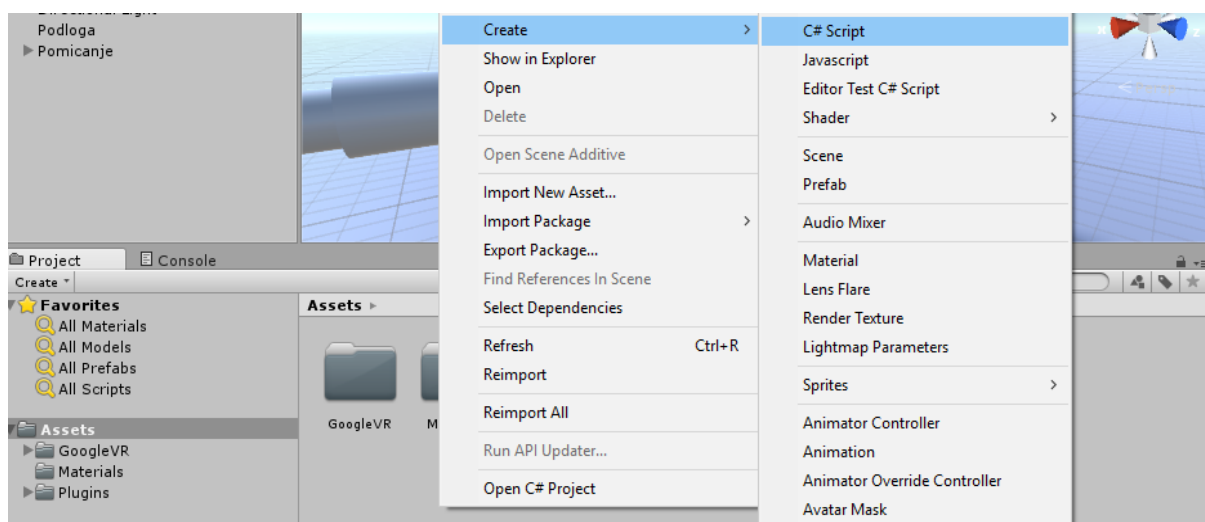 Directional Light
Podloga
Pomicanje
Create
Show in Explorer
Open
Delete
Open Scene Additive
Import New Asset...
Import Package
Export Package...
Find References In Scene
Select Dependencies
Refresh Ctrl+R
Reimport
Reimport All
Run API Updater...
Open C# Project
C# Script
Javascript
Editor Test C# Script
Shader
Scene
Prefab
Audio Mixer
Material
Lens Flare
Render Texture
Lightmap Parameters
Sprites
Animator Controller
Animation
Animator Override Controller
Avatar Mask
x
z
Project
Console
Create
Favorites
All Materials
All Models
All Prefabs
All Scripts
Assets
GoogleVR
Materials
Plugins
Assets
GoogleVR
M